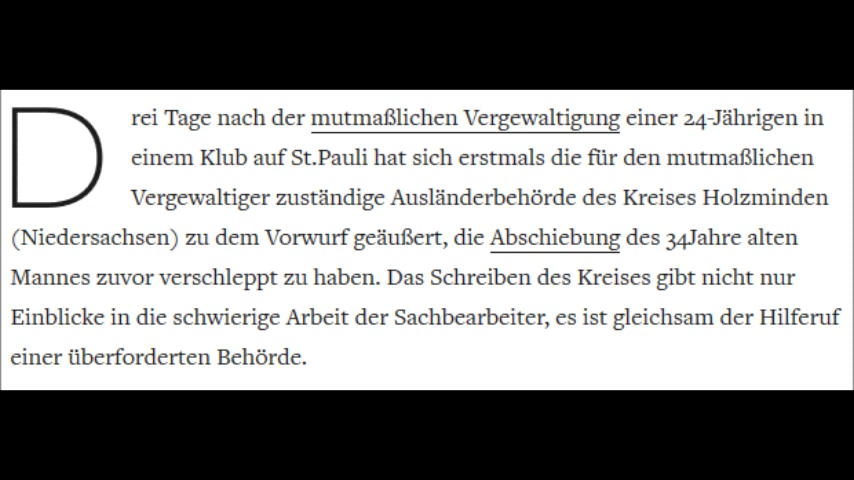 Drei Tage nach der mutmaßlichen Vergewaltigung einer 24-Jährigen in
einem Klub auf St.Pauli hat sich erstmals die für den mutmaßlichen
Vergewaltiger zuständige Ausländerbehörde des Kreises Holzminden
(Niedersachsen) zu dem Vorwurf geäußert, die Abschiebung des 34Jahre alten
Mannes zuvor verschleppt zu haben. Das Schreiben des Kreises gibt nicht nur
Einblicke in die schwierige Arbeit der Sachbearbeiter, es ist gleichsam der Hilferuf
einer überforderten Behörde.